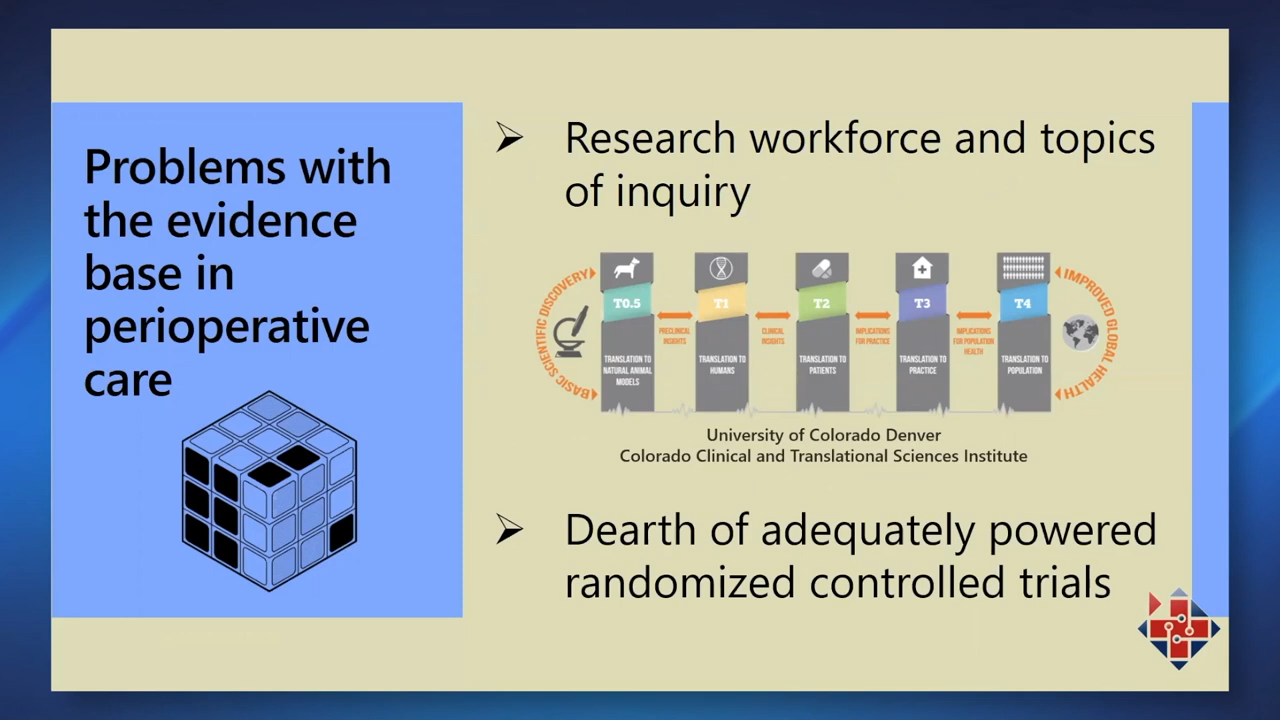 Problems with
the evidence
base in
perioperative
care
Research workforce and topics
of inquiry
BASIC SCIENTIFIC DISCOVERY
T0.5
TRANSLATION TO
NATURAL ANIMAL
MODELS
PRECLINICAL
INSIGHTS
T1
TRANSLATION TO
HUMANS
CLINICAL
INSIGHTS
T2
TRANSLATION TO
PATIENTS
IMPLICATIONS
FOR PRACTICE
T3
TRANSLATION TO
PRACTICE
IMPLICATIONS
FOR POPULATION
HEALTH
T4
TRANSLATION TO
POPULATION
IMPROVED GLOBAL HEALTH
University of Colorado Denver
Colorado Clinical and Translational Sciences Institute
Dearth of adequately powered
randomized controlled trials